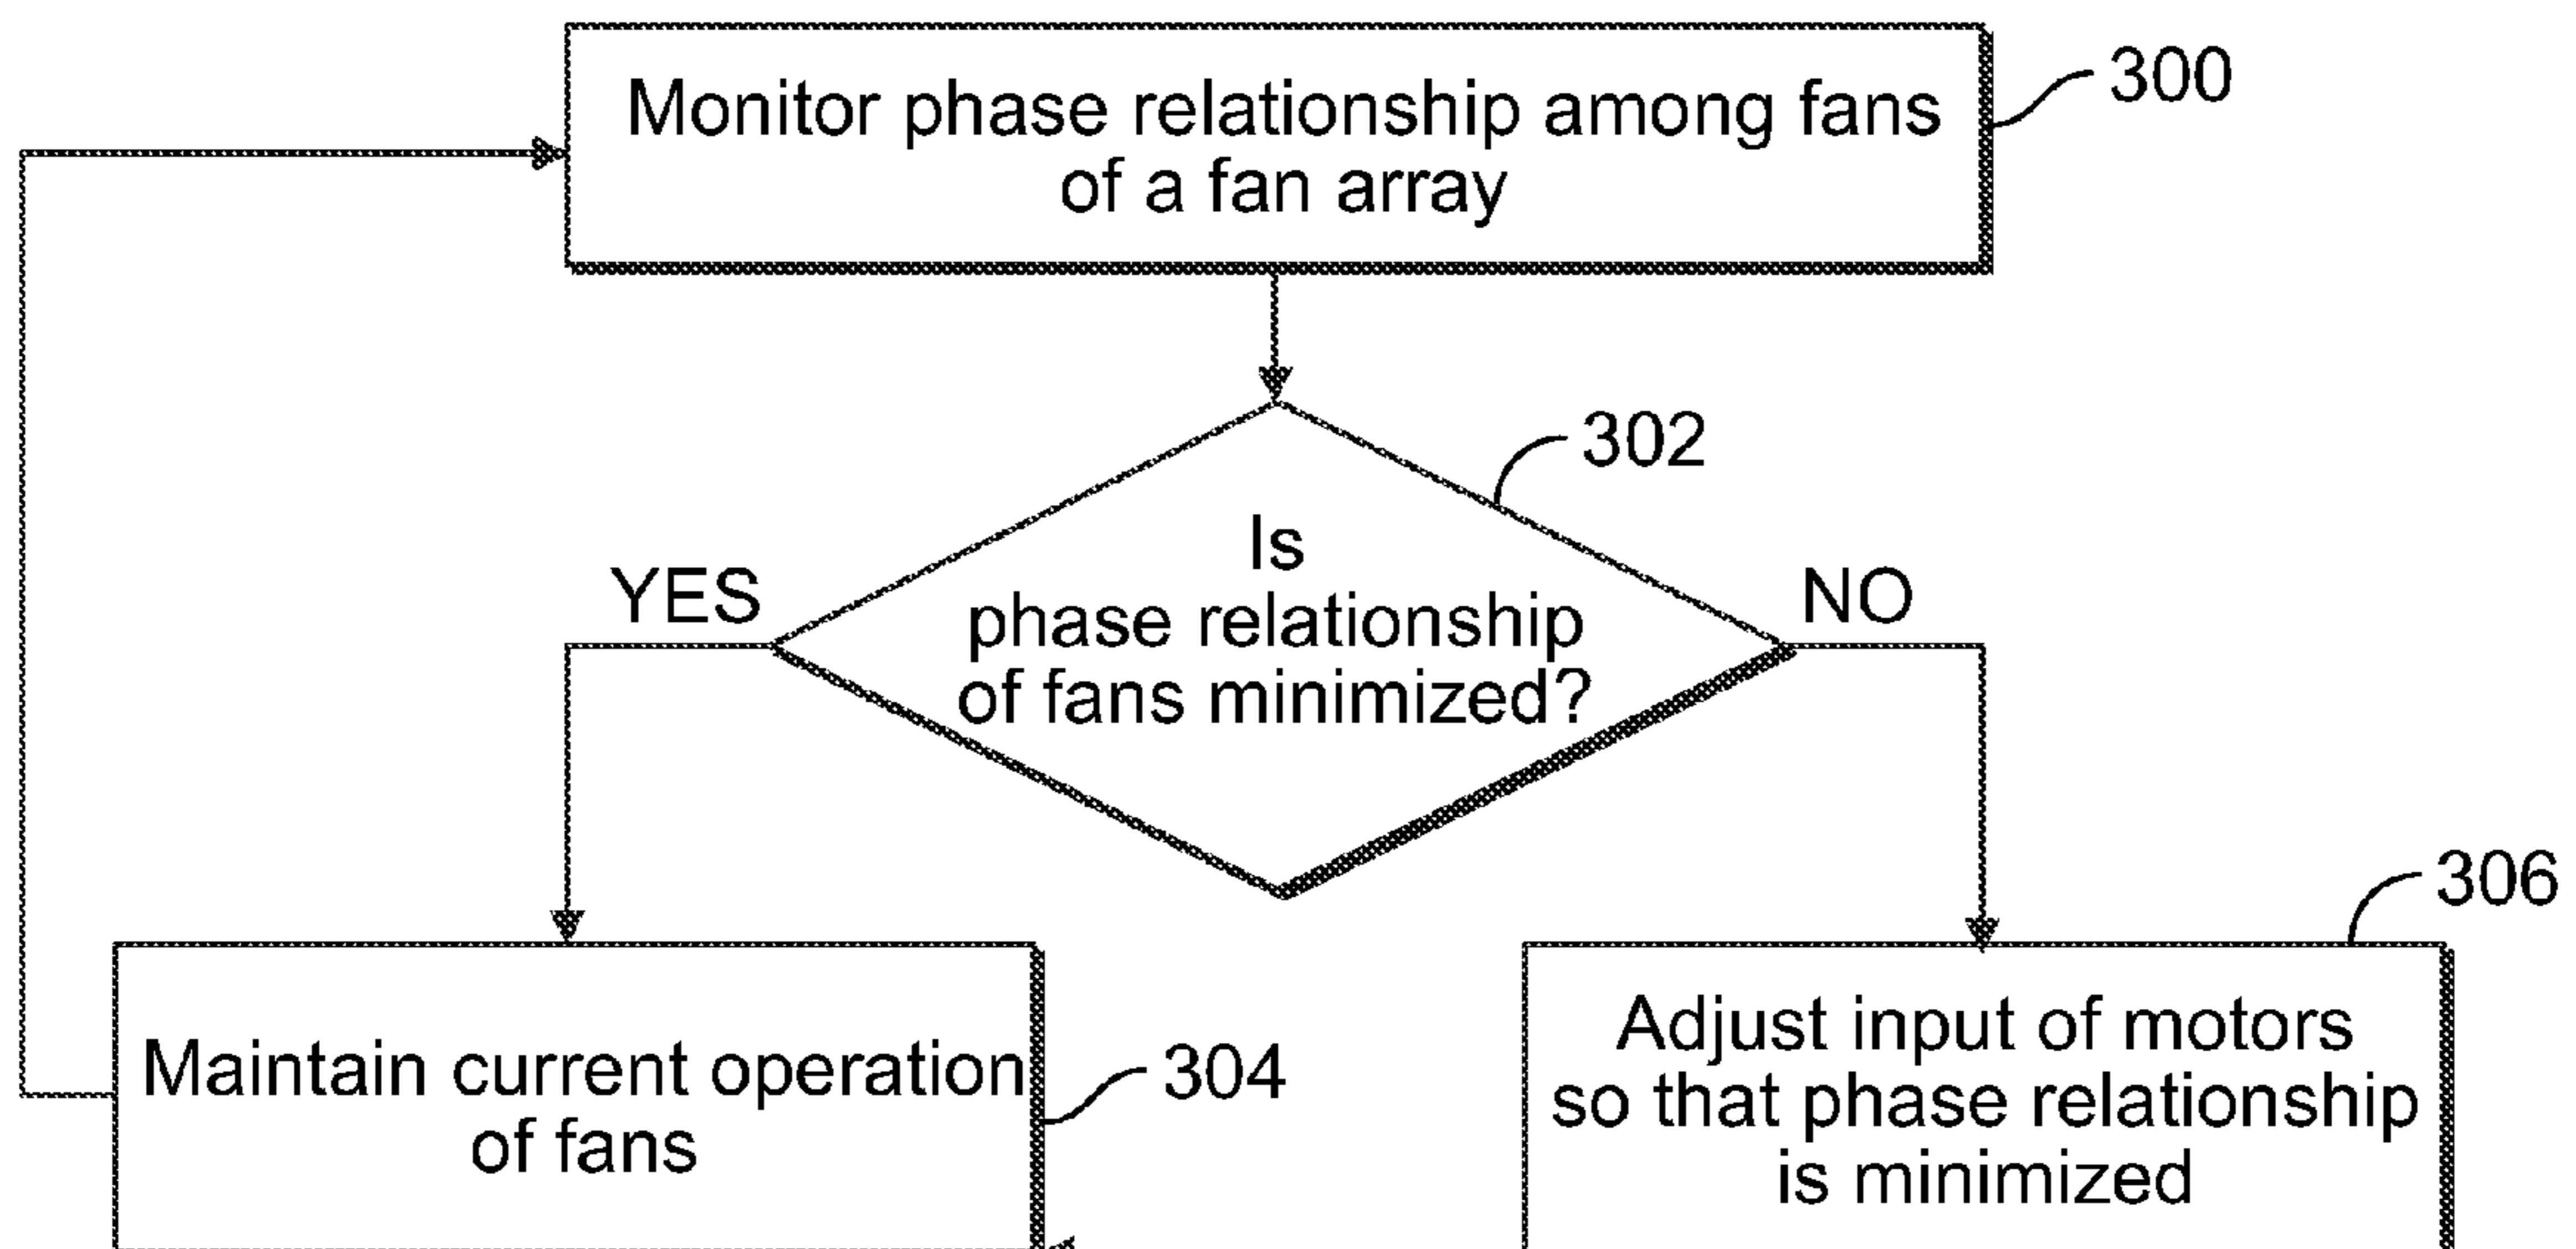 Monitor phase relationship among fans
of a fan array
300
302
Is
phase relationship
of fans minimized?
YES
NO
306
Maintain current operation
of fans
304
Adjust input of motors
so that phase relationship
is minimized